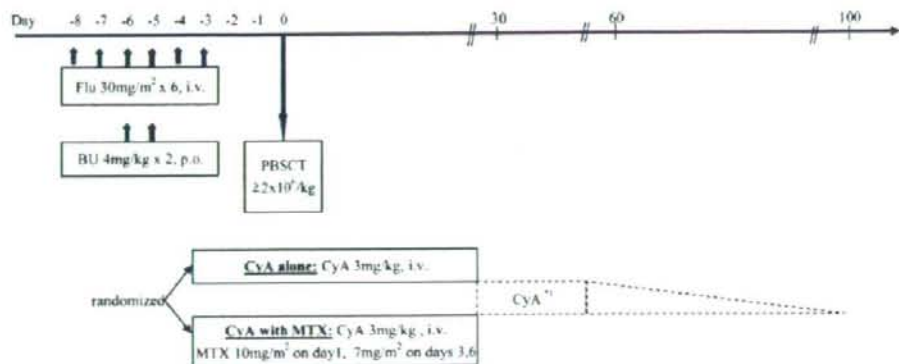 Day -8 -7 -6 -5 -4 -3 -2 -1 0 30 60 100
Flu 30mg/m² x 6, i.v.
BU 4mg/kg x 2, p.o.
PBSCT
≧2x10⁶/kg
CyA alone: CyA 3mg/kg, i.v.
randomized
CyA *¹
CyA with MTX: CyA 3mg/kg , i.v.
MTX 10mg/m² on day1, 7mg/m² on days 3,6